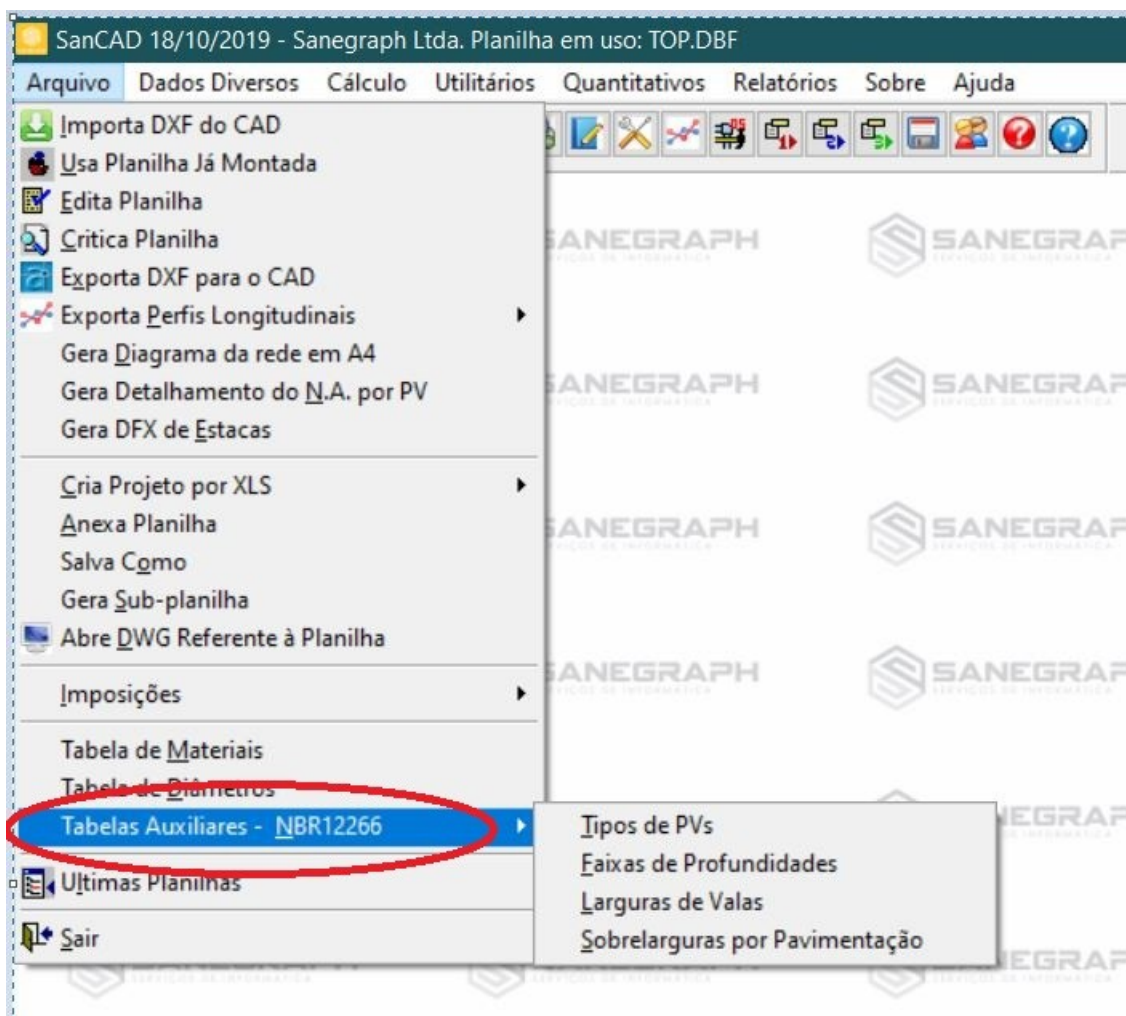 SanCAD 18/10/2019 - Sanegraph Ltda. Planilha em uso: TOP.DBF
Arquivo Dados Diversos Cálculo Utilitários Quantitativos Relatórios Sobre Ajuda
Importa DXF do CAD
Usa Planilha Já Montada
Edita Planilha
Critica Planilha
Exporta DXF para o CAD
Exporta Perfis Longitudinais
Gera Diagrama da rede em A4
Gera Detalhamento do N.A. por PV
Gera DFX de Estacas
Cria Projeto por XLS
Anexa Planilha
Salva Como
Gera Sub-planilha
Abre DWG Referente à Planilha
Imposições
Tabela de Materiais
Tabela de Diâmetros
Tabelas Auxiliares - NBR12266
Ultimas Planilhas
Sair
Tipos de PVs
Faixas de Profundidades
Larguras de Valas
Sobrelarguras por Pavimentação
SANEGRAPH
SANEGRAPH
SANEGRAPH
SANEGRAPH